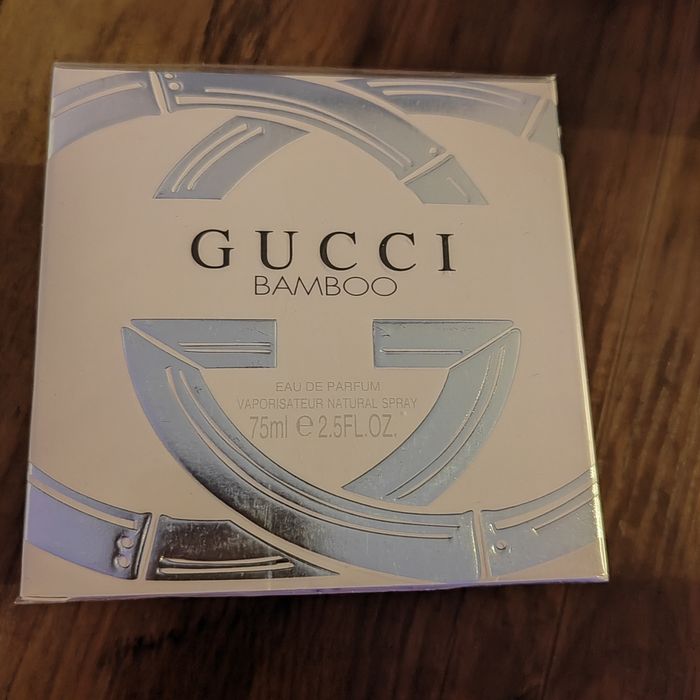 GUCCI
BAMBOO
EAU DE PARFUM
VAPORISATEUR NATURAL SPRAY
75ml e 2.5FL.OZ.